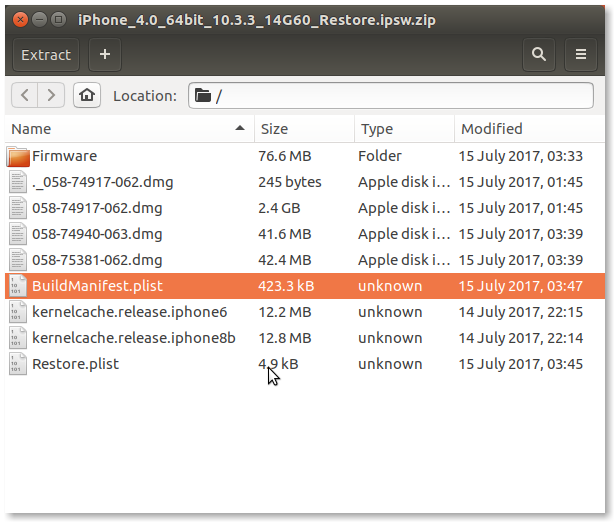 iPhone_4.0_64bit_10.3.3_14G60_Restore.ipsw.zip
Extract +
Location: /
Name Size Type Modified
Firmware 76.6 MB Folder 15 July 2017, 03:33
._058-74917-062.dmg 245 bytes Apple disk i... 15 July 2017, 01:45
058-74917-062.dmg 2.4 GB Apple disk i... 15 July 2017, 01:45
058-74940-063.dmg 41.6 MB Apple disk i... 15 July 2017, 03:39
058-75381-062.dmg 42.4 MB Apple disk i... 15 July 2017, 03:39
BuildManifest.plist 423.3 kB unknown 15 July 2017, 03:47
kernelcache.release.iphone6 12.2 MB unknown 14 July 2017, 22:15
kernelcache.release.iphone8b 12.8 MB unknown 14 July 2017, 22:14
Restore.plist 4.9 kB unknown 15 July 2017, 03:45